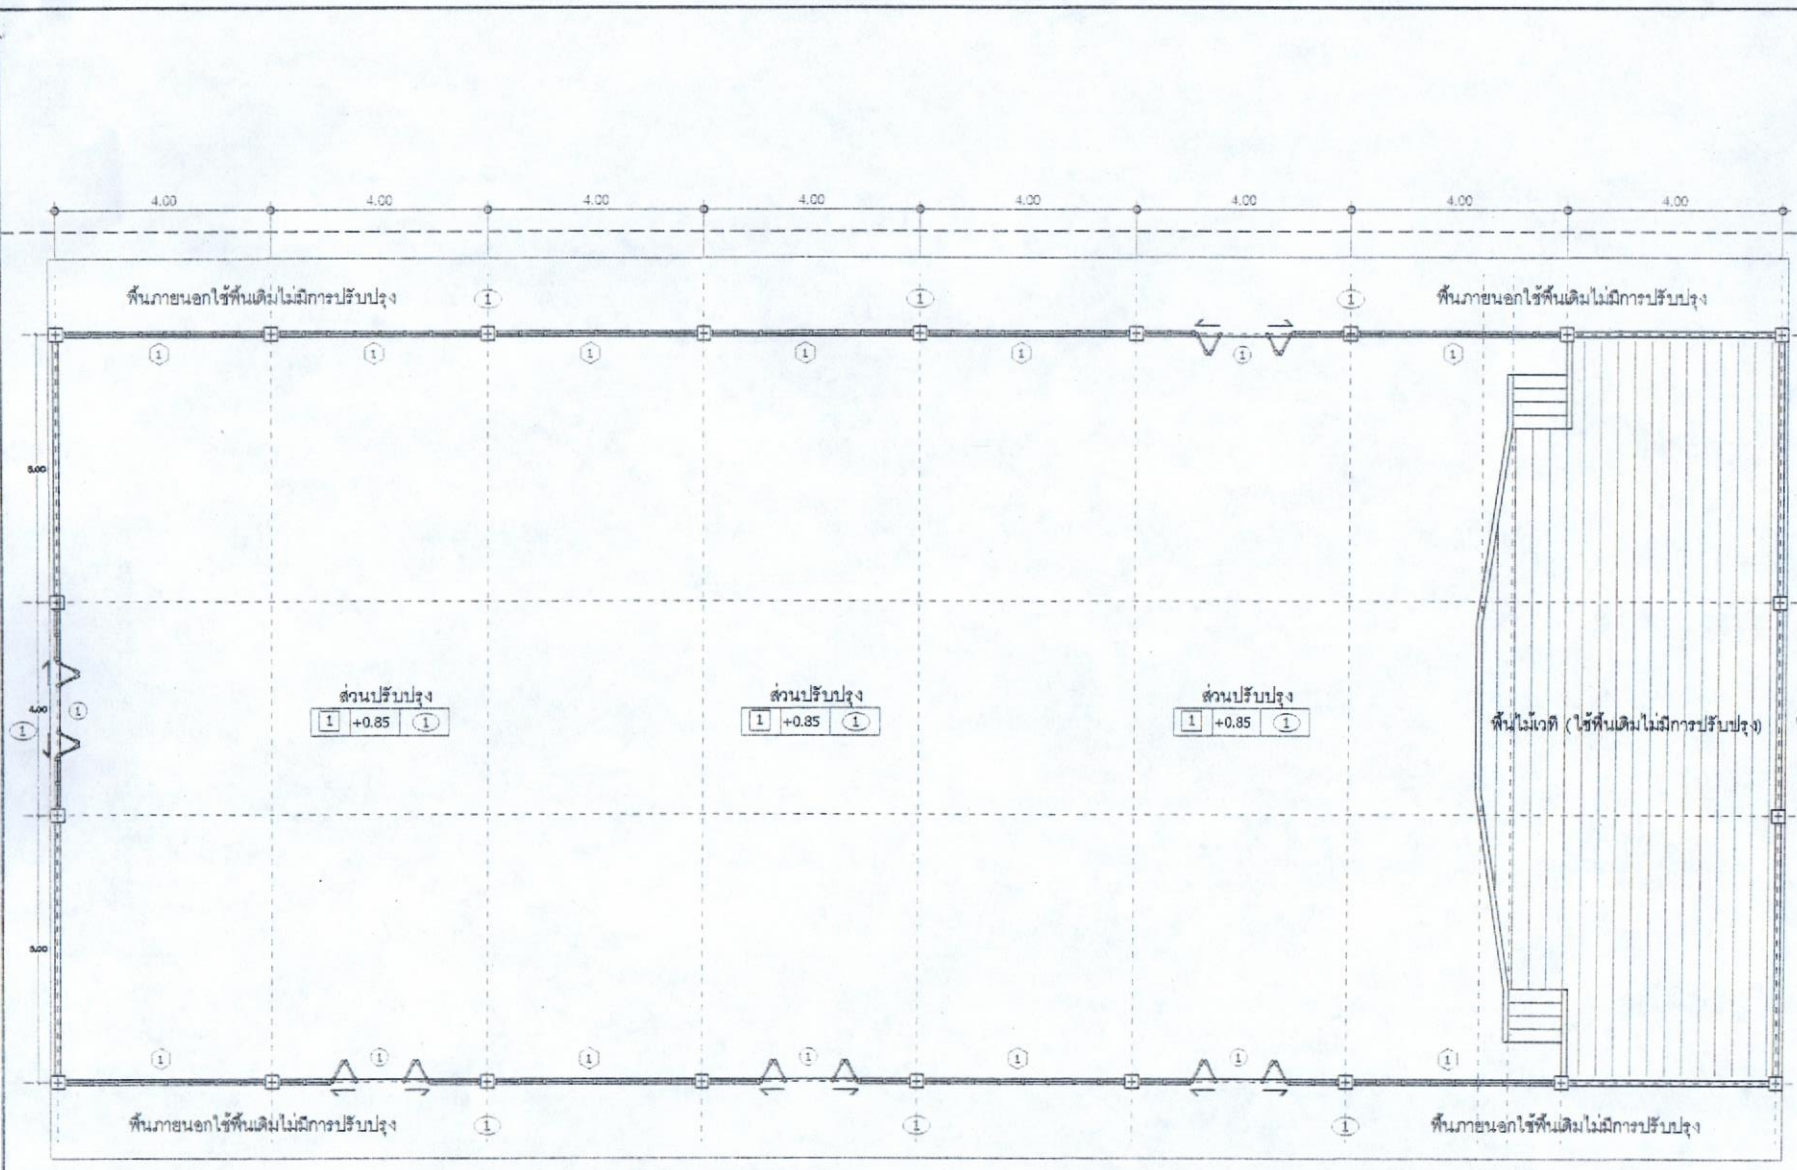 4.00 4.00 4.00 4.00 4.00 4.00 4.00 4.00
พื้นภายนอกใช้พื้นเดิมไม่มีการปรับปรุง 1 1 1 พื้นภายนอกใช้พื้นเดิมไม่มีการปรับปรุง
1 1 1 1 1 1 1
5.00
ส่วนปรับปรุง ส่วนปรับปรุง ส่วนปรับปรุง
4.00 1
1 1 +0.85 1 1 +0.85 1 1 +0.85 1 พื้นไม้เวที (ใช้พื้นเดิมไม่มีการปรับปรุง)
1 1 1 1 1 1 1
พื้นภายนอกใช้พื้นเดิมไม่มีการปรับปรุง 1 1 1 พื้นภายนอกใช้พื้นเดิมไม่มีการปรับปรุง